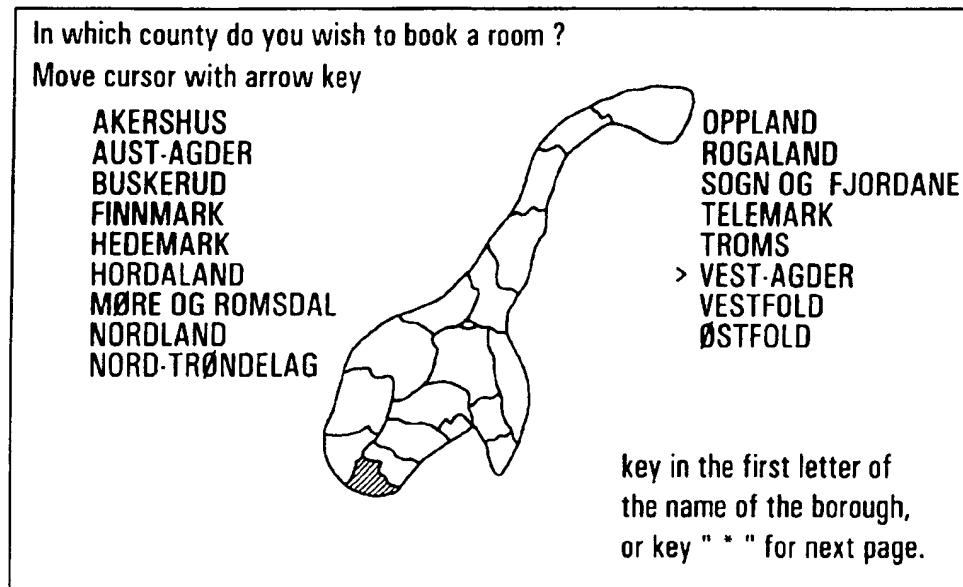 In which county do you wish to book a room ?
Move cursor with arrow key
AKERSHUS
AUST-AGDER
BUSKERUD
FINNMARK
HEDEMARK
HORDALAND
MØRE OG ROMSDAL
NORDLAND
NORD-TRØNDELAG
OPPLAND
ROGALAND
SOGN OG FJORDANE
TELEMARK
TROMS
> VEST-AGDER
VESTFOLD
ØSTFOLD
key in the first letter of
the name of the borough,
or key " * " for next page.